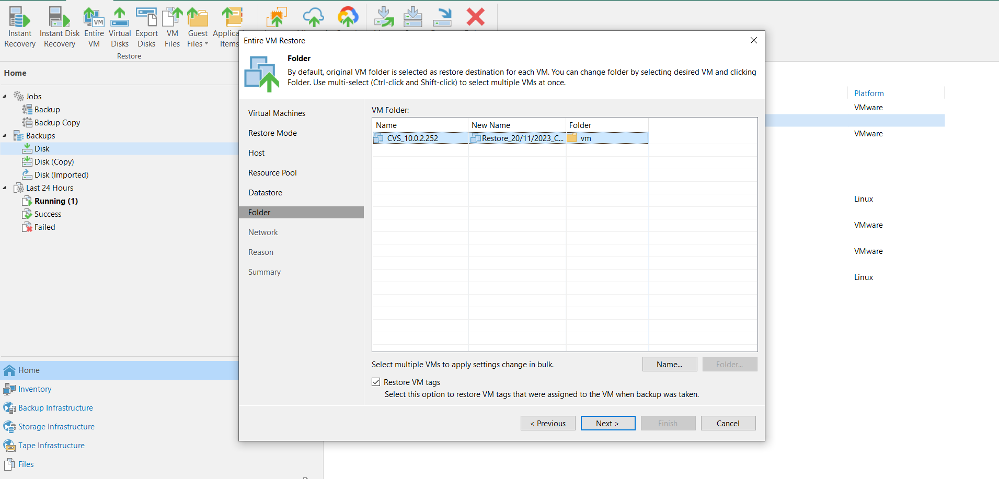 Instant Recovery
Instant Disk Recovery
Entire VM
Virtual Disks
Export Disks
VM Files
Guest Files
Items
Restore
Home
Jobs
Backup
Backup Copy
Backups
Disk
Disk (Copy)
Disk (Imported)
Last 24 Hours
Running (1)
Success
Failed
Home
Inventory
Backup Infrastructure
Storage Infrastructure
Tape Infrastructure
Files
Entire VM Restore
Folder
By default, original VM folder is selected as restore destination for each VM. You can change folder by selecting desired VM and clicking
Folder. Use multi-select (Ctrl-click and Shift-click) to select multiple VMs at once.
Virtual Machines
Restore Mode
Host
Resource Pool
Datastore
Folder
Network
Reason
Summary
VM Folder:
Name New Name Folder
CVS_10.0.2.252 Restore_20/11/2023_C... vm
Select multiple VMs to apply settings change in bulk.
Name...
Folder...
Restore VM tags
Select this option to restore VM tags that were assigned to the VM when backup was taken.
< Previous
Next >
Finish
Cancel
Platform
VMware
VMware
Linux
VMware
VMware
Linux